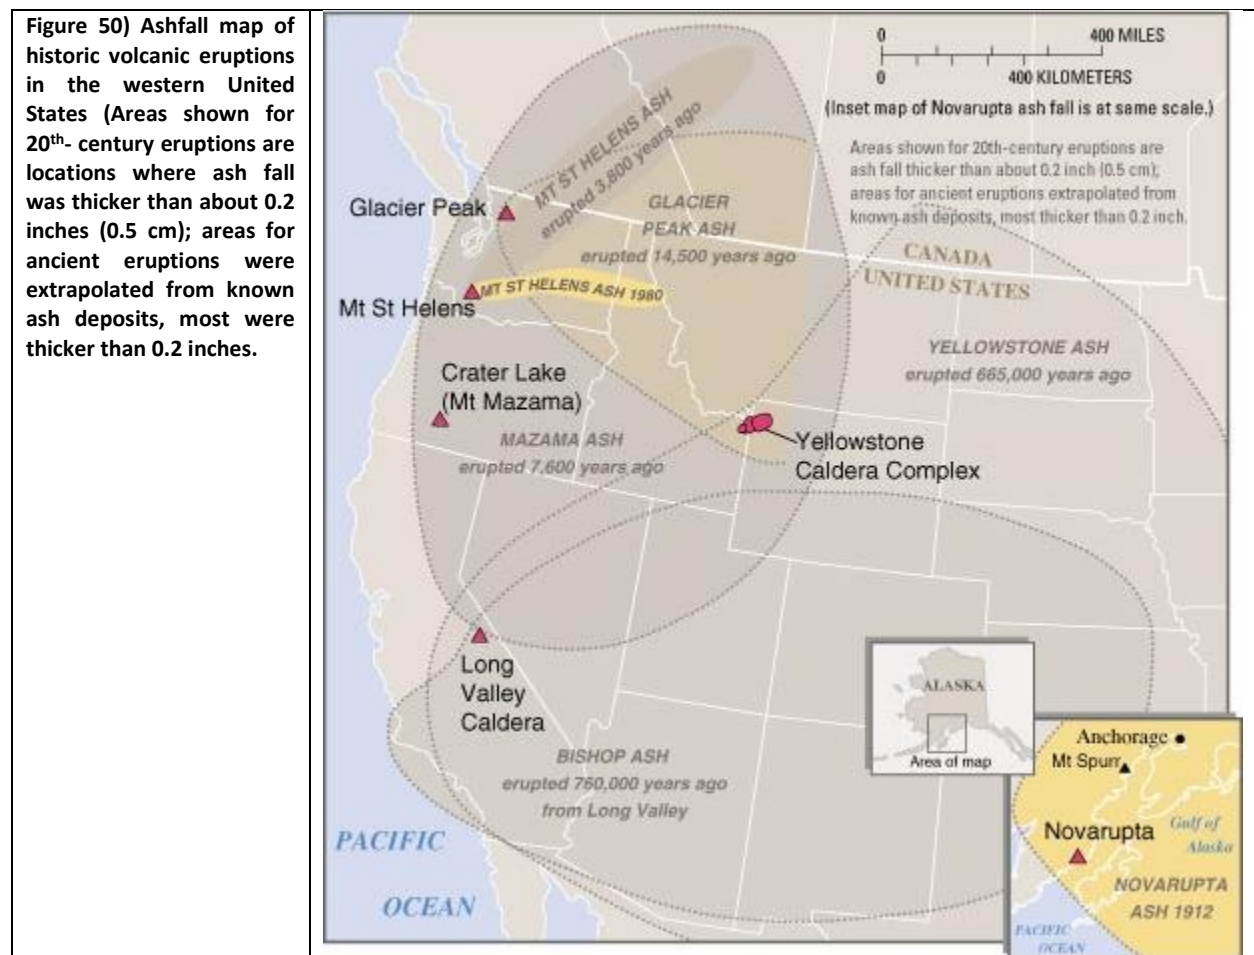 Figure 50) Ashfall map of
historic volcanic eruptions
in the western United
States (Areas shown for
20th- century eruptions are
locations where ash fall
was thicker than about 0.2
inches (0.5 cm); areas for
ancient eruptions were
extrapolated from known
ash deposits, most were
thicker than 0.2 inches.
0 400 MILES
0 400 KILOMETERS
(Inset map of Novarupta ash fall is at same scale.)
Areas shown for 20th-century eruptions are
ash fall thicker than about 0.2 inch (0.5 cm);
areas for ancient eruptions extrapolated from
known ash deposits, most thicker than 0.2 inch.
MT ST HELENS ASH
erupted 3,800 years ago
Glacier Peak
GLACIER
PEAK ASH
erupted 14,500 years ago
CANADA
UNITED STATES
MT ST HELENS ASH 1980
Mt St Helens
YELLOWSTONE ASH
erupted 665,000 years ago
Crater Lake
(Mt Mazama)
MAZAMA ASH
erupted 7,600 years ago
Yellowstone
Caldera Complex
Long
Valley
Caldera
BISHOP ASH
erupted 760,000 years ago
from Long Valley
ALASKA
Area of map
Anchorage
Mt Spurr
Novarupta
Gulf of
Alaska
NOVARUPTA
ASH 1912
PACIFIC
OCEAN
PACIFIC
OCEAN